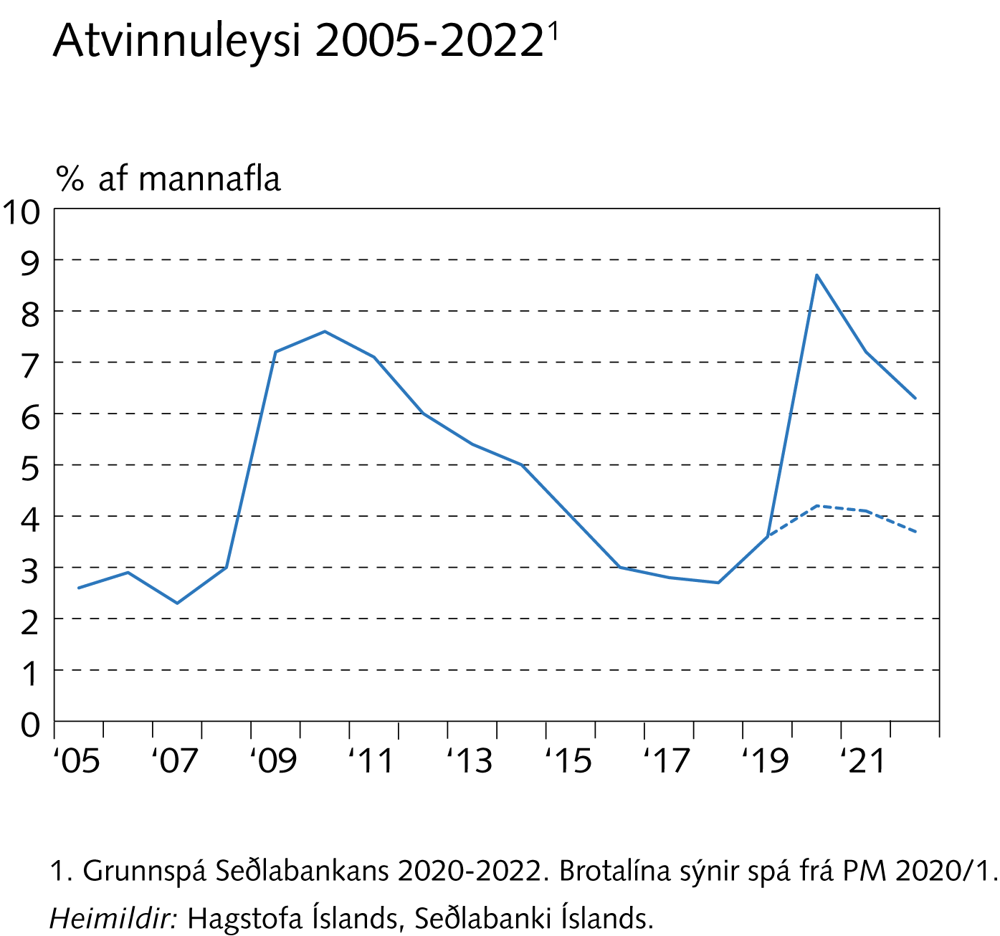 Atvinnuleysi 2005-2022¹
% af mannafla
10
9
8
7
6
5
4
3
2
1
0
‘05 ‘07 ‘09 ‘11 ‘13 ‘15 ‘17 ‘19 ‘21
1. Grunnspá Seðlabankans 2020-2022. Brotalína sýnir spá frá PM 2020/1.
Heimildir: Hagstofa Íslands, Seðlabanki Íslands.